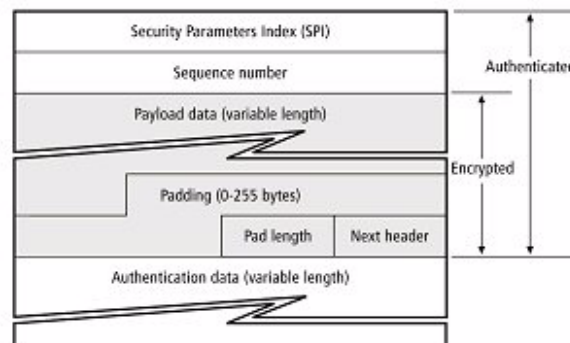 Security Parameters Index (SPI)
Sequence number
Authenticated
Payload data (variable length)
Encrypted
Padding (0-255 bytes)
Pad length
Next header
Authentication data (variable length)